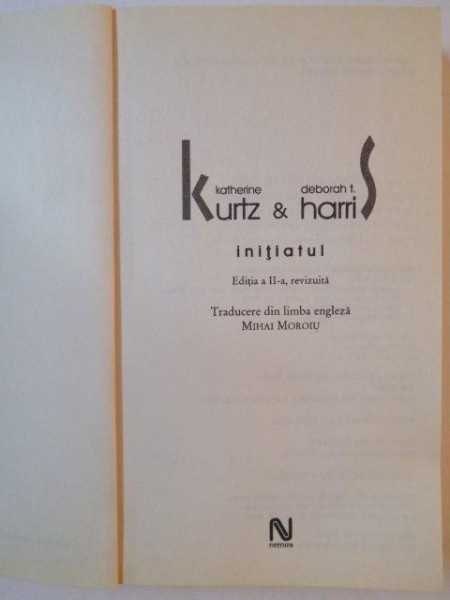 katherine deborah t.
kurtz & harris
inițiatul
Ediția a II-a, revizuită
Traducere din limba engleză
MIHAI MOROIU
nemira